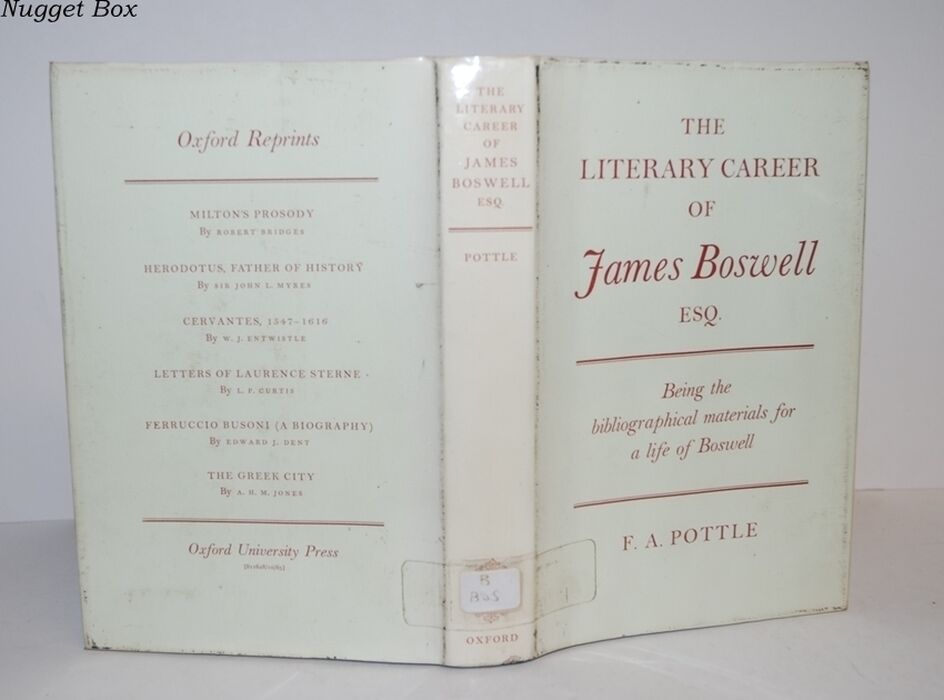 Nugget Box
Oxford Reprints
MILTON'S PROSODY
By ROBERT BRIDGES
HERODOTUS, FATHER OF HISTORY
By SIR JOHN L. MYRES
CERVANTES, 1547–1616
By W. J. ENTWISTLE
LETTERS OF LAURENCE STERNE
By L. P. CURTIS
FERRUCCIO BUSONI (A BIOGRAPHY)
By EDWARD J. DENT
THE GREEK CITY
By A. H. M. JONES
Oxford University Press
THE
LITERARY
CAREER
OF
JAMES
BOSWELL
ESQ.
POTTLE
B
BOS
OXFORD
THE
LITERARY CAREER
OF
James Boswell
ESQ.
Being the
bibliographical materials for
a life of Boswell
F. A. POTTLE